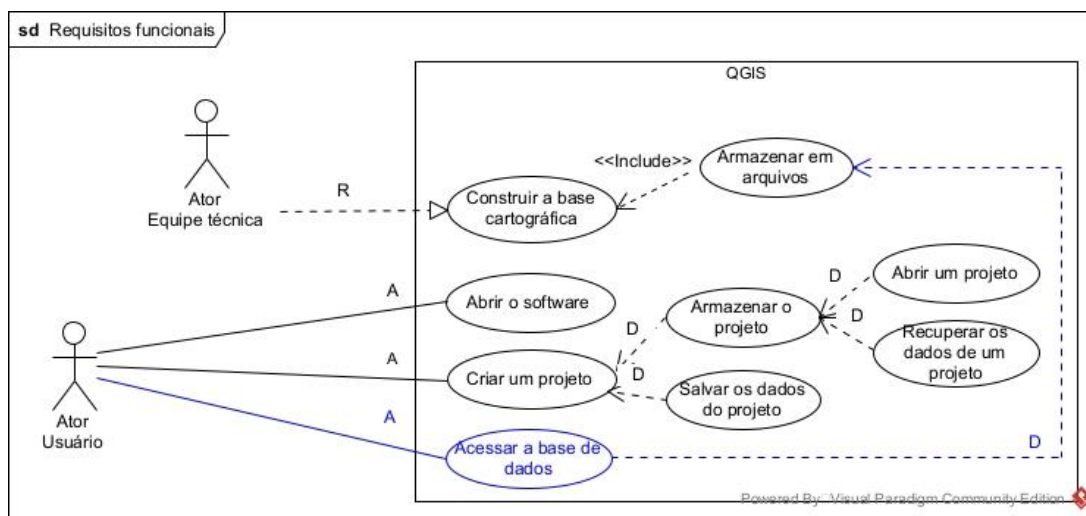 sd Requisitos funcionais
QGIS
Ator
Equipe técnica
R
Construir a base
cartográfica
<<Include>>
Armazenar em
arquivos
Ator
Usuário
A
Abrir o software
A
Criar um projeto
A
Acessar a base de
dados
D
Armazenar o
projeto
D
Salvar os dados
do projeto
D
Abrir um projeto
D
Recuperar os
dados de um
projeto
D
Powered By Visual Paradigm Community Edition